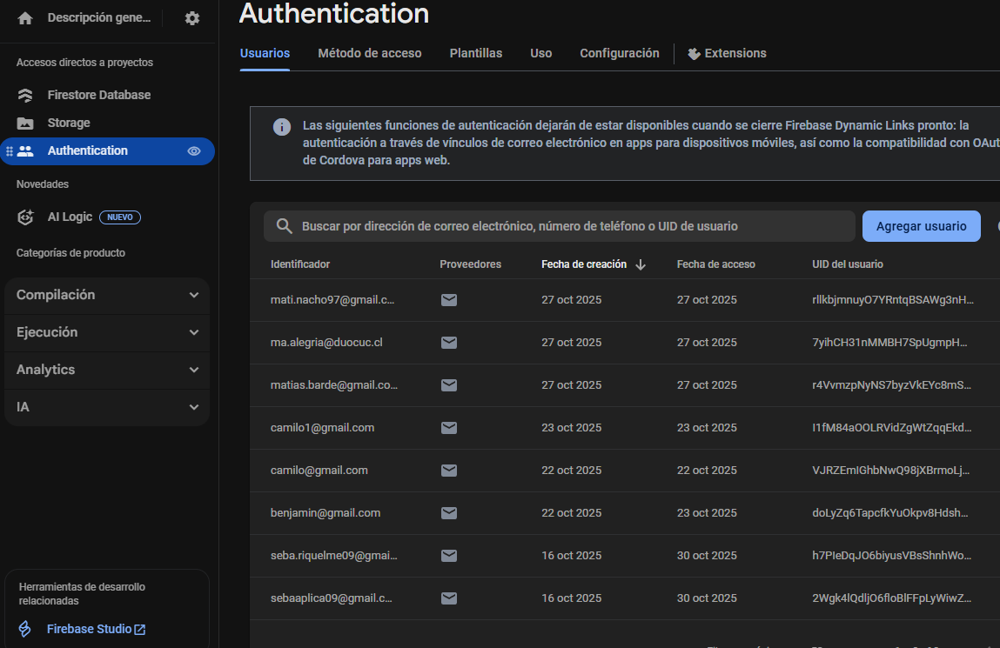 Descripción gene...
Accesos directos a proyectos
Firestore Database
Storage
Authentication
Novedades
AI Logic NUEVO
Categorías de producto
Compilación
Ejecución
Analytics
IA
Herramientas de desarrollo
relacionadas
Firebase Studio
Authentication
Usuarios Método de acceso Plantillas Uso Configuración Extensions
Las siguientes funciones de autenticación dejarán de estar disponibles cuando se cierre Firebase Dynamic Links pronto: la
autenticación a través de vínculos de correo electrónico en apps para dispositivos móviles, así como la compatibilidad con OAut
de Cordova para apps web.
Buscar por dirección de correo electrónico, número de teléfono o UID de usuario Agregar usuario
Identificador Proveedores Fecha de creación Fecha de acceso UID del usuario
mati.nacho97@gmail.c... 27 oct 2025 27 oct 2025 rllkbjmnuyO7YRntqBSAWg3nH...
ma.alegria@duocuc.cl 27 oct 2025 27 oct 2025 7yihCH31nMMBH7SpUgmpH...
matias.barde@gmail.co... 27 oct 2025 27 oct 2025 r4VvmzpNyNS7byzVkEYc8mS...
camilo1@gmail.com 23 oct 2025 23 oct 2025 I1fM84aOOLRVidZgWtZqqEkd...
camilo@gmail.com 22 oct 2025 22 oct 2025 VJRZEmIGhbNwQ98jXBrmoLj...
benjamin@gmail.com 22 oct 2025 23 oct 2025 doLyZq6TapcfkYuOkpv8Hdsh...
seba.riquelme09@gmai... 16 oct 2025 30 oct 2025 h7PIeDqJO6biyusVBsShnhWo...
sebaaplica09@gmail.c... 16 oct 2025 30 oct 2025 2Wgk4lQdljO6floBlFFpLyWiwZ...